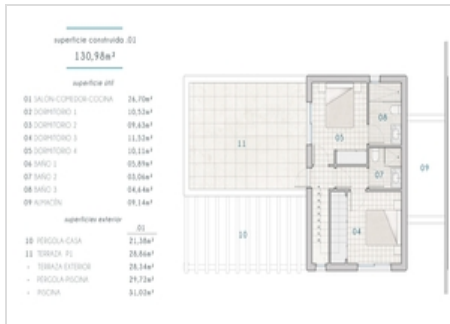 superficie construida .01
130,98m²
superficie útil
01 SALÓN-COMEDOR-COCINA 26,70m²
02 DORMITORIO 1 10,53m²
03 DORMITORIO 2 09,63m²
04 DORMITORIO 3 11,53m²
05 DORMITORIO 4 10,11m²
06 BAÑO 1 05,89m²
07 BAÑO 2 03,06m²
08 BAÑO 3 04,64m²
09 ALMACÉN 09,14m²
superficies exterior
.01
10 PÉRGOLA-CASA 21,38m²
11 TERRAZA P1 28,86m²
- TERRAZA EXTERIOR 28,34m²
- PÉRGOLA-PISCINA 29,72m²
- PISCINA 31,03m²
11
05
08
07
09
04
10